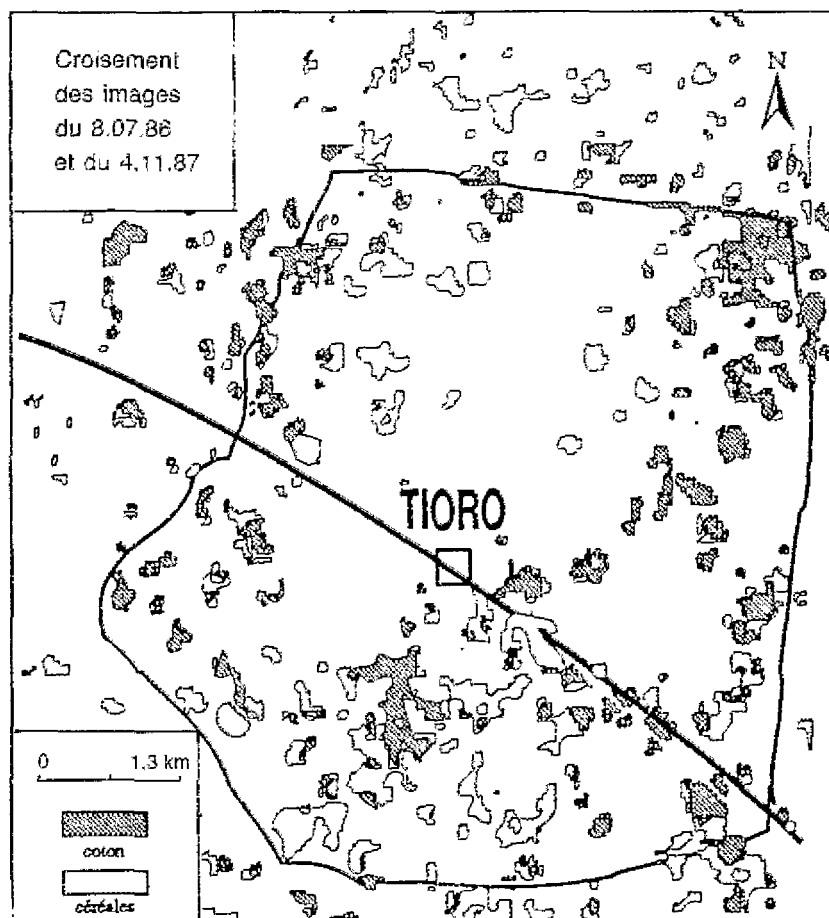 Croisement
des images
du 8.07.86
et du 4.11.87
N
TIORO
0 1.3 km
coton
céréales